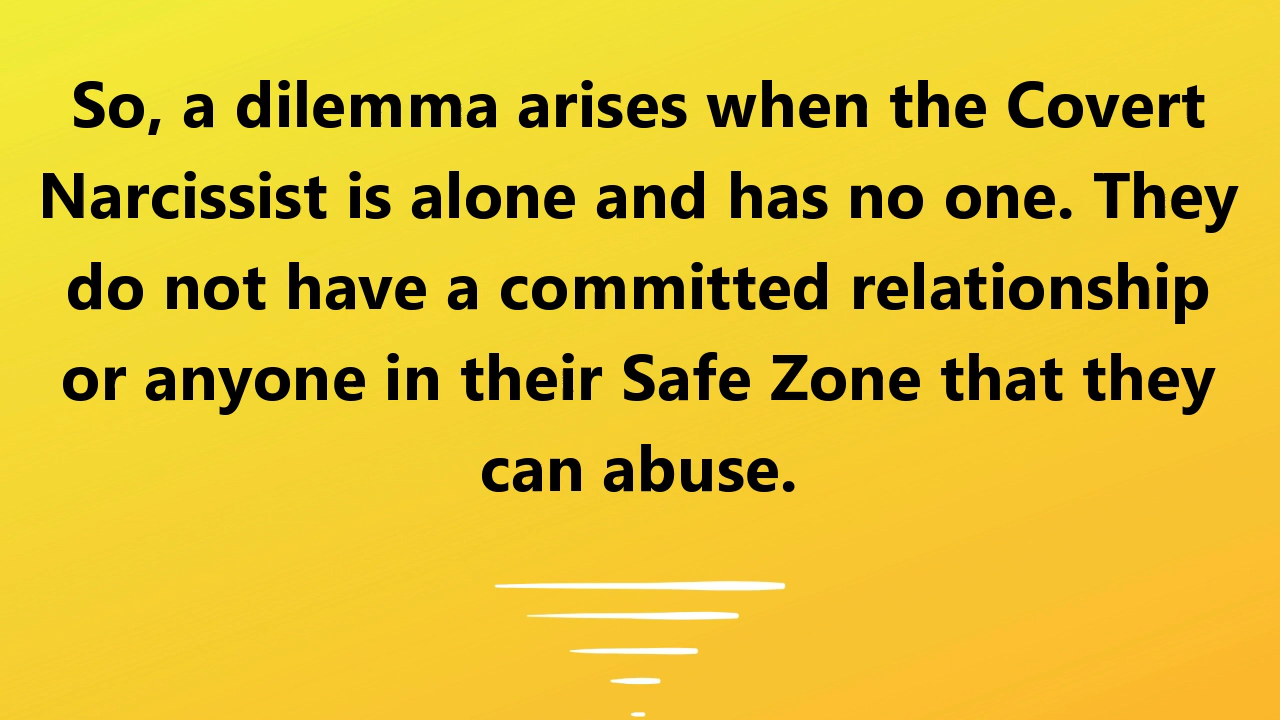 So, a dilemma arises when the Covert
Narcissist is alone and has no one. They
do not have a committed relationship
or anyone in their Safe Zone that they
can abuse.